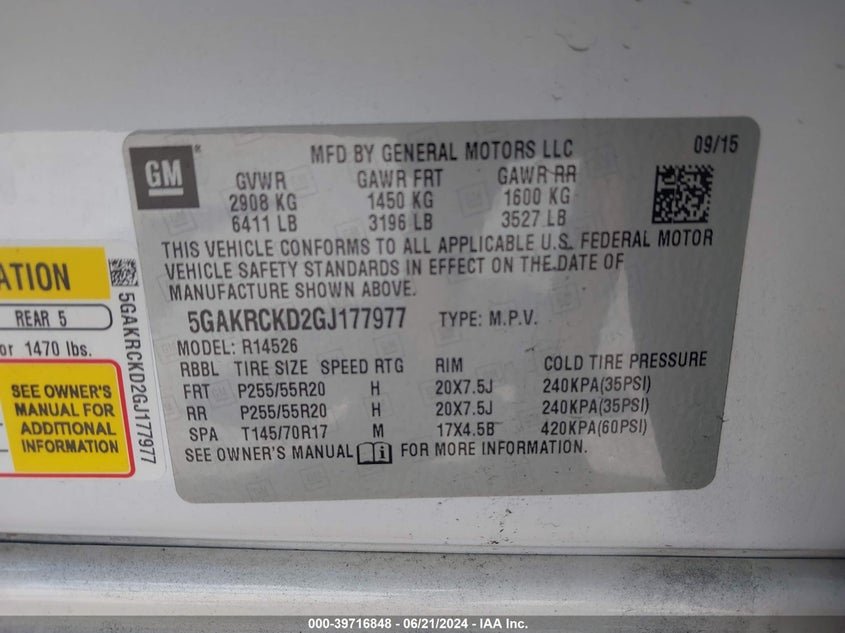 GM
MFD BY GENERAL MOTORS LLC
09/15
GVWR GAWR FRT GAWR RR
2908 KG 1450 KG 1600 KG
6411 LB 3196 LB 3527 LB
THIS VEHICLE CONFORMS TO ALL APPLICABLE U.S. FEDERAL MOTOR
VEHICLE SAFETY STANDARDS IN EFFECT ON THE DATE OF
MANUFACTURE SHOWN ABOVE.
5GAKRCKD2GJ177977 TYPE: M.P.V.
MODEL: R14526
RBBL TIRE SIZE SPEED RTG RIM COLD TIRE PRESSURE
FRT P255/55R20 H 20X7.5J 240KPA(35PSI)
RR P255/55R20 H 20X7.5J 240KPA(35PSI)
SPA T145/70R17 M 17X4.5B 420KPA(60PSI)
SEE OWNER'S MANUAL FOR MORE INFORMATION.
ATION
REAR 5
or 1470 lbs.
SEE OWNER'S
MANUAL FOR
ADDITIONAL
INFORMATION
5GAKRCKD2GJ177977
000-39716848 - 06/21/2024 - IAA Inc.